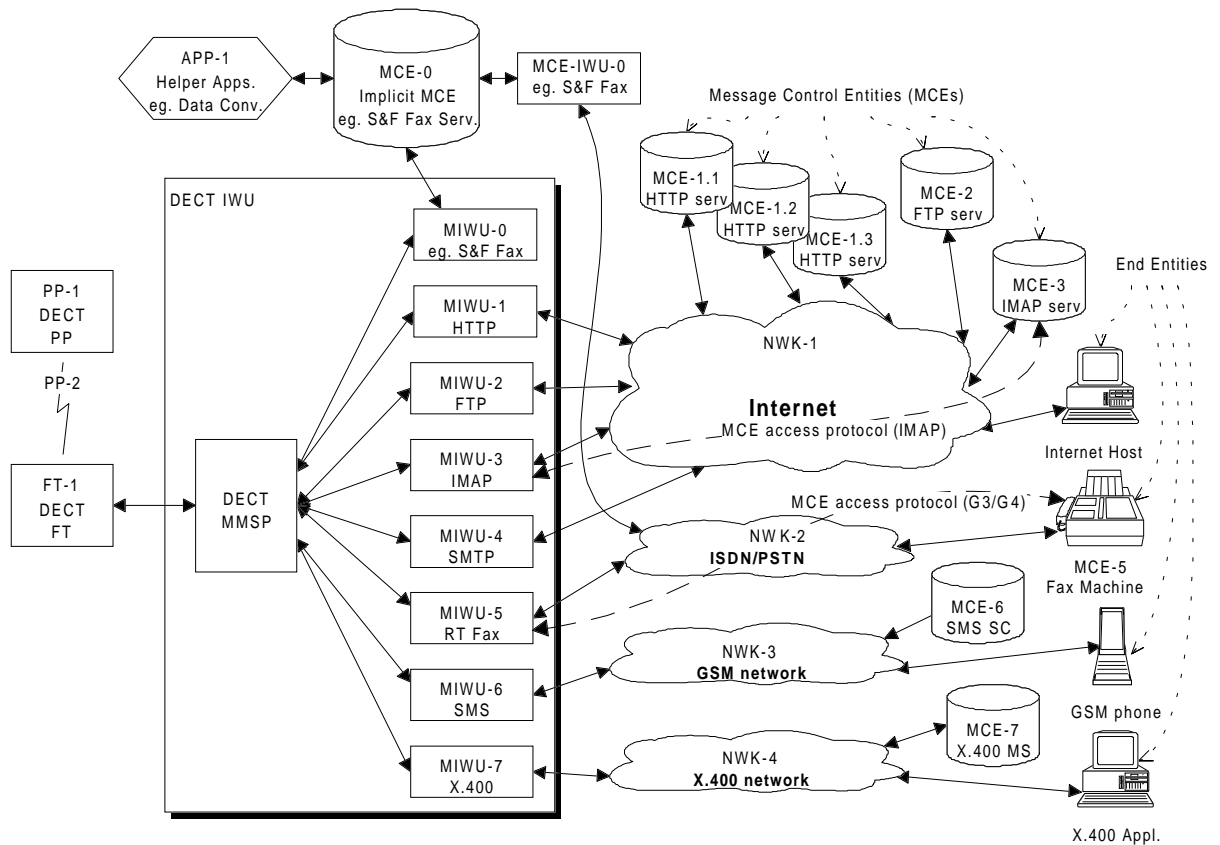 APP-1
Helper Apps.
eg. Data Conv.
MCE-0
Implicit MCE
eg. S&F Fax Serv.
MCE-IWU-0
eg. S&F Fax
Message Control Entities (MCEs)
MCE-1.1
HTTP serv
MCE-1.2
HTTP serv
MCE-1.3
HTTP serv
MCE-2
FTP serv
MCE-3
IMAP serv
End Entities
DECT IWU
MIWU-0
eg. S&F Fax
MIWU-1
HTTP
MIWU-2
FTP
MIWU-3
IMAP
MIWU-4
SMTP
MIWU-5
RT Fax
MIWU-6
SMS
MIWU-7
X.400
PP-1
DECT
PP
PP-2
FT-1
DECT
FT
DECT
MMSP
NWK-1
Internet
MCE access protocol (IMAP)
Internet Host
MCE access protocol (G3/G4)
NWK-2
ISDN/PSTN
MCE-5
Fax Machine
MCE-6
SMS SC
NWK-3
GSM network
GSM phone
MCE-7
X.400 MS
NWK-4
X.400 network
X.400 Appl.